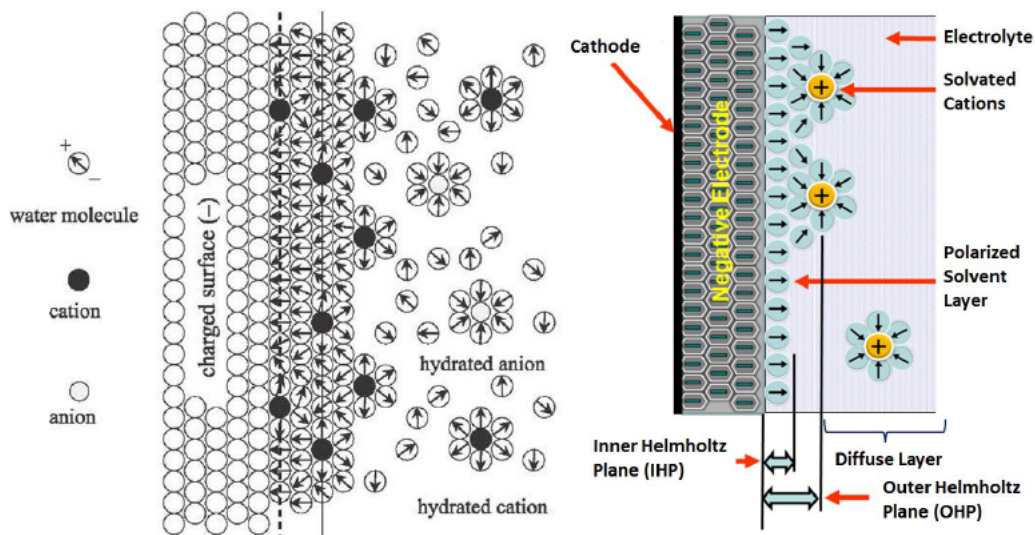 +
−
water molecule
cation
anion
charged surface (−)
hydrated anion
hydrated cation
Cathode
Negative Electrode
Electrolyte
Solvated
Cations
Polarized
Solvent
Layer
Inner Helmholtz
Plane (IHP)
Diffuse Layer
Outer Helmholtz
Plane (OHP)